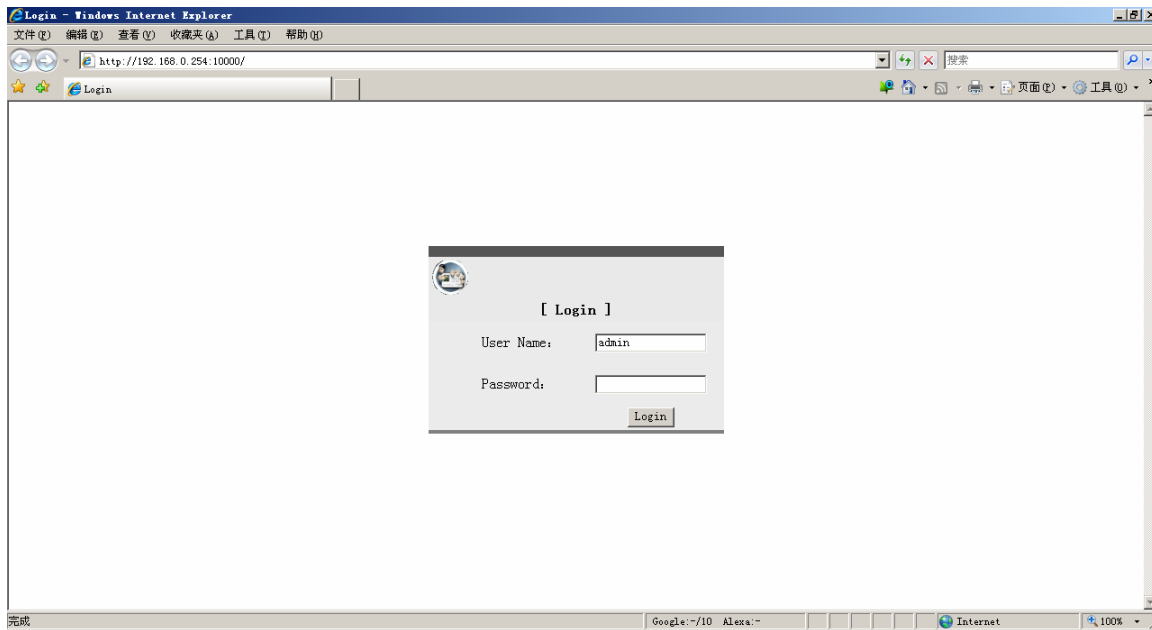 Login - Windows Internet Explorer
文件(F) 编辑(E) 查看(V) 收藏夹(A) 工具(T) 帮助(H)
http://192.168.0.254:10000/ 搜索
Login 页面(P) 工具(O)
[ Login ]
User Name: admin
Password:
Login
完成 Google:-/10 Alexa:- Internet 100%